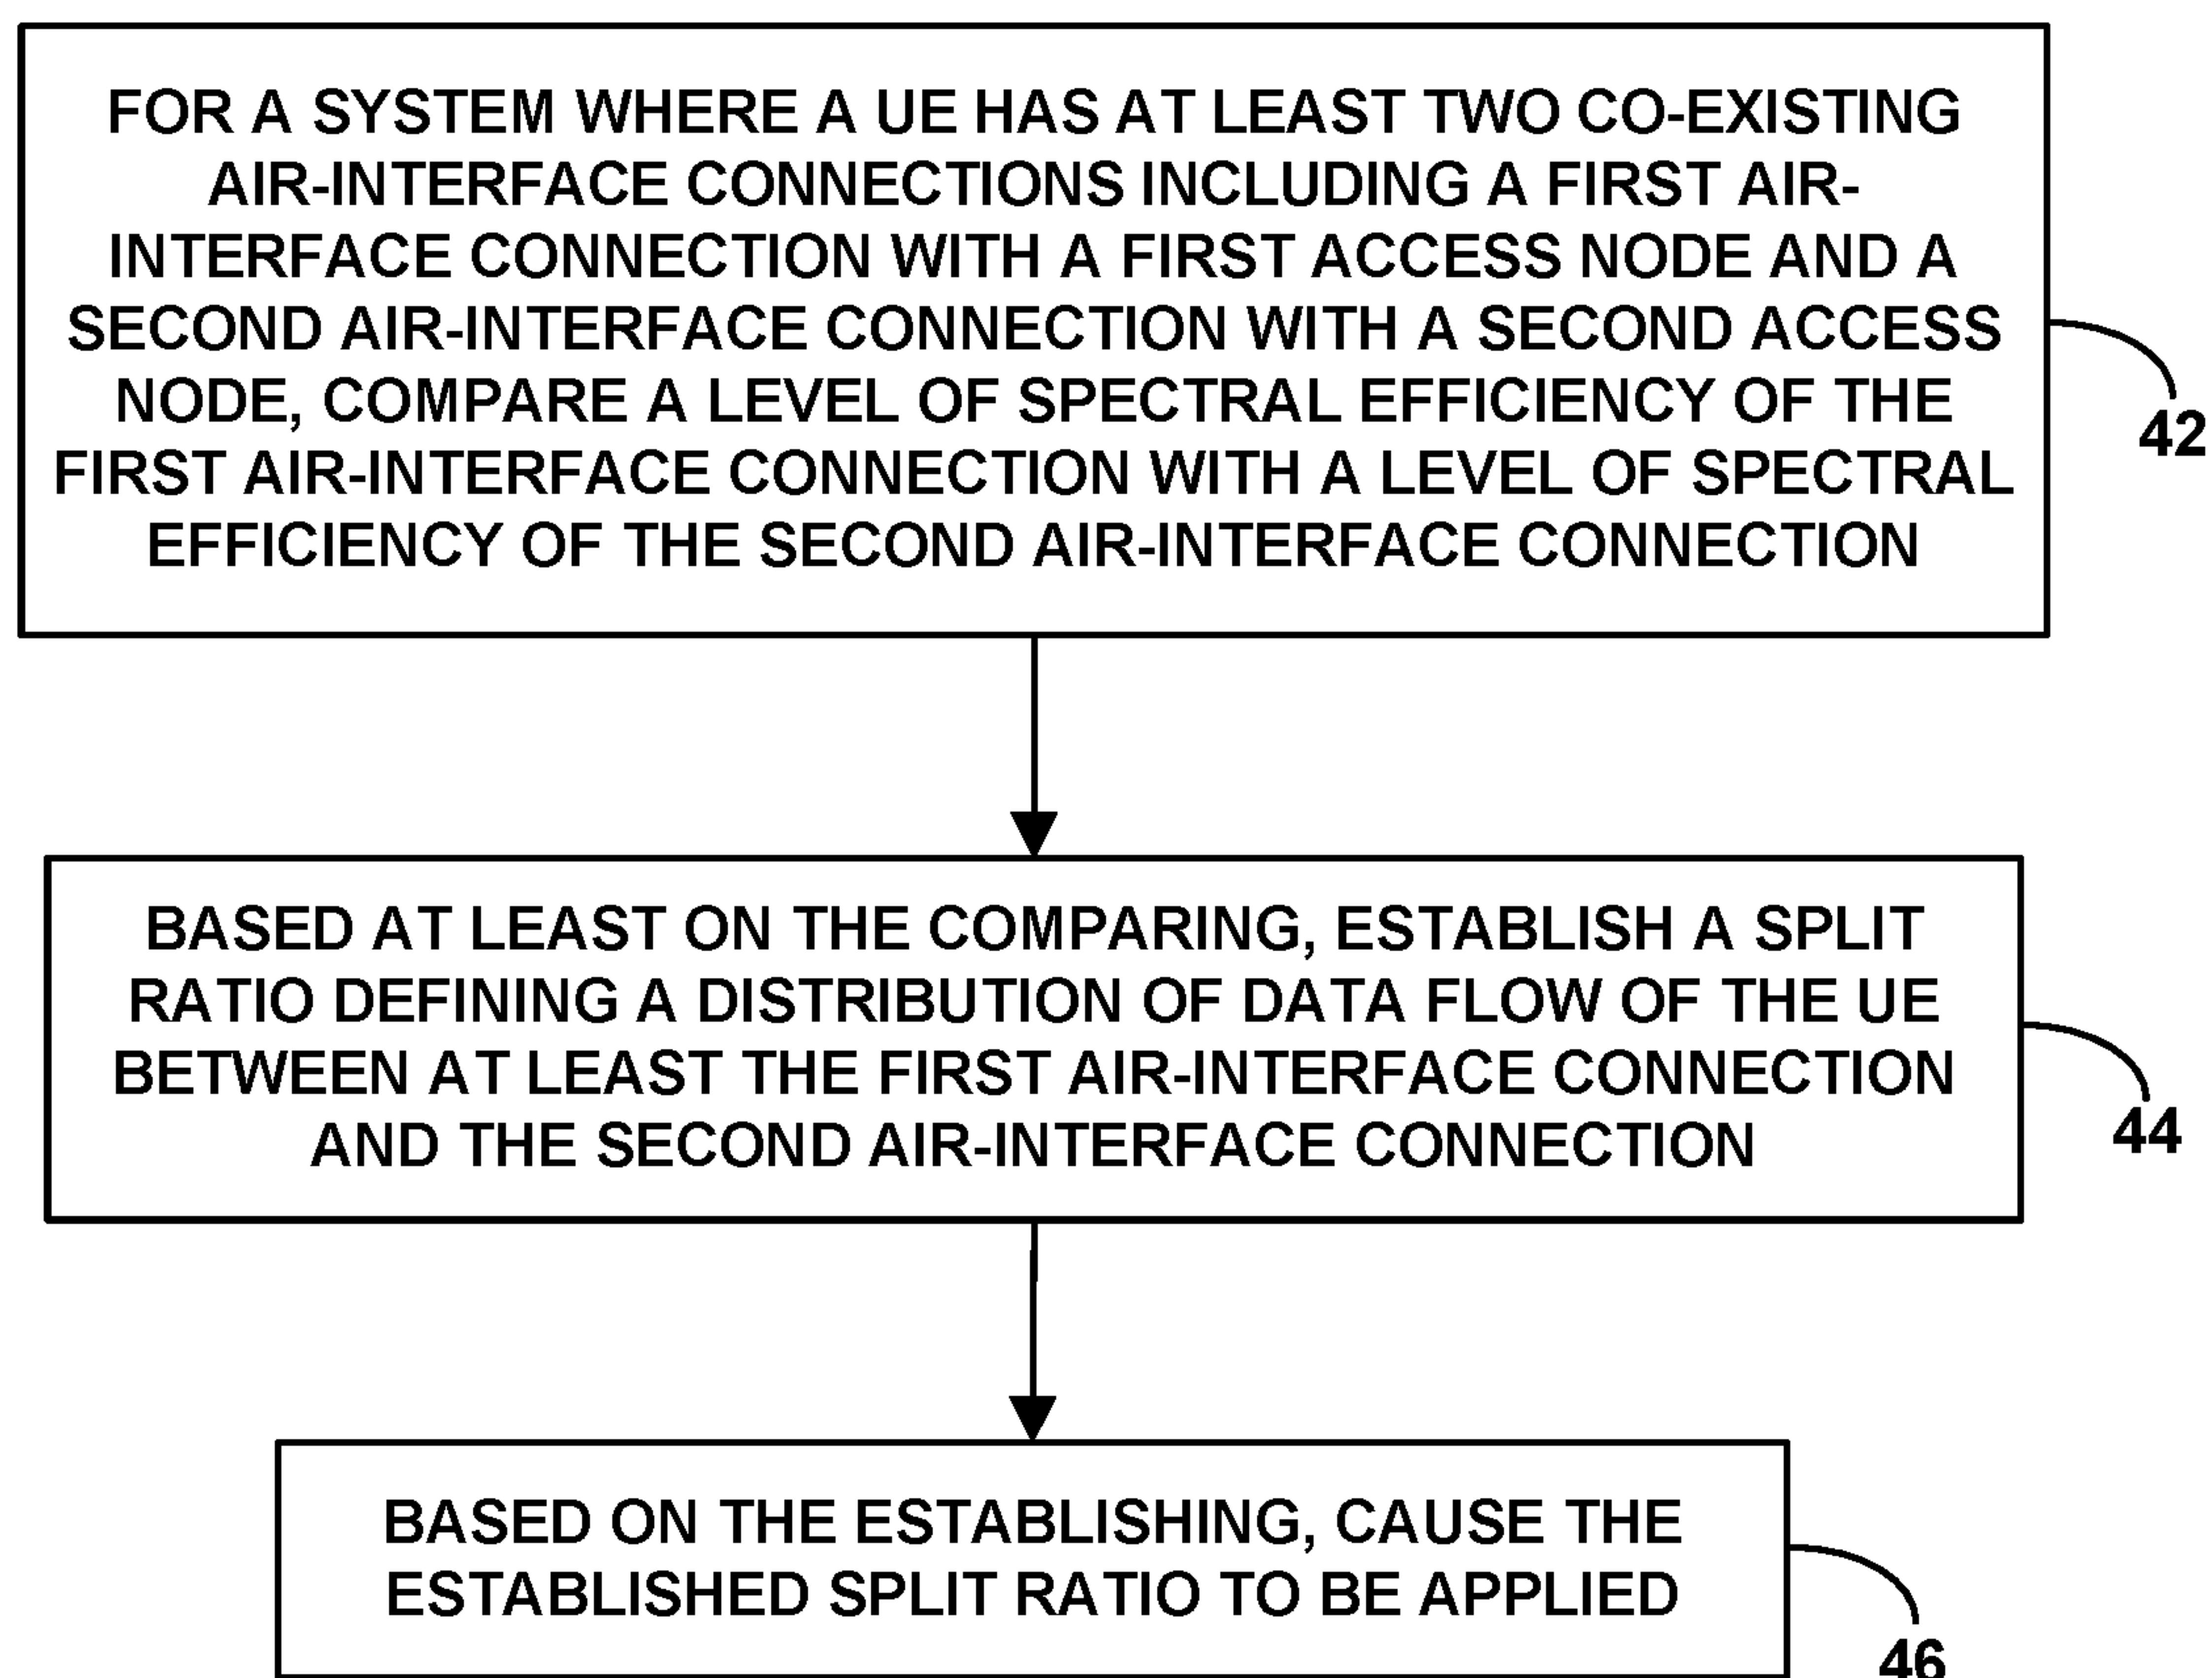 FOR A SYSTEM WHERE A UE HAS AT LEAST TWO CO-EXISTING
AIR-INTERFACE CONNECTIONS INCLUDING A FIRST AIR-
INTERFACE CONNECTION WITH A FIRST ACCESS NODE AND A
SECOND AIR-INTERFACE CONNECTION WITH A SECOND ACCESS
NODE, COMPARE A LEVEL OF SPECTRAL EFFICIENCY OF THE
FIRST AIR-INTERFACE CONNECTION WITH A LEVEL OF SPECTRAL
EFFICIENCY OF THE SECOND AIR-INTERFACE CONNECTION
42
BASED AT LEAST ON THE COMPARING, ESTABLISH A SPLIT
RATIO DEFINING A DISTRIBUTION OF DATA FLOW OF THE UE
BETWEEN AT LEAST THE FIRST AIR-INTERFACE CONNECTION
AND THE SECOND AIR-INTERFACE CONNECTION
44
BASED ON THE ESTABLISHING, CAUSE THE
ESTABLISHED SPLIT RATIO TO BE APPLIED
46